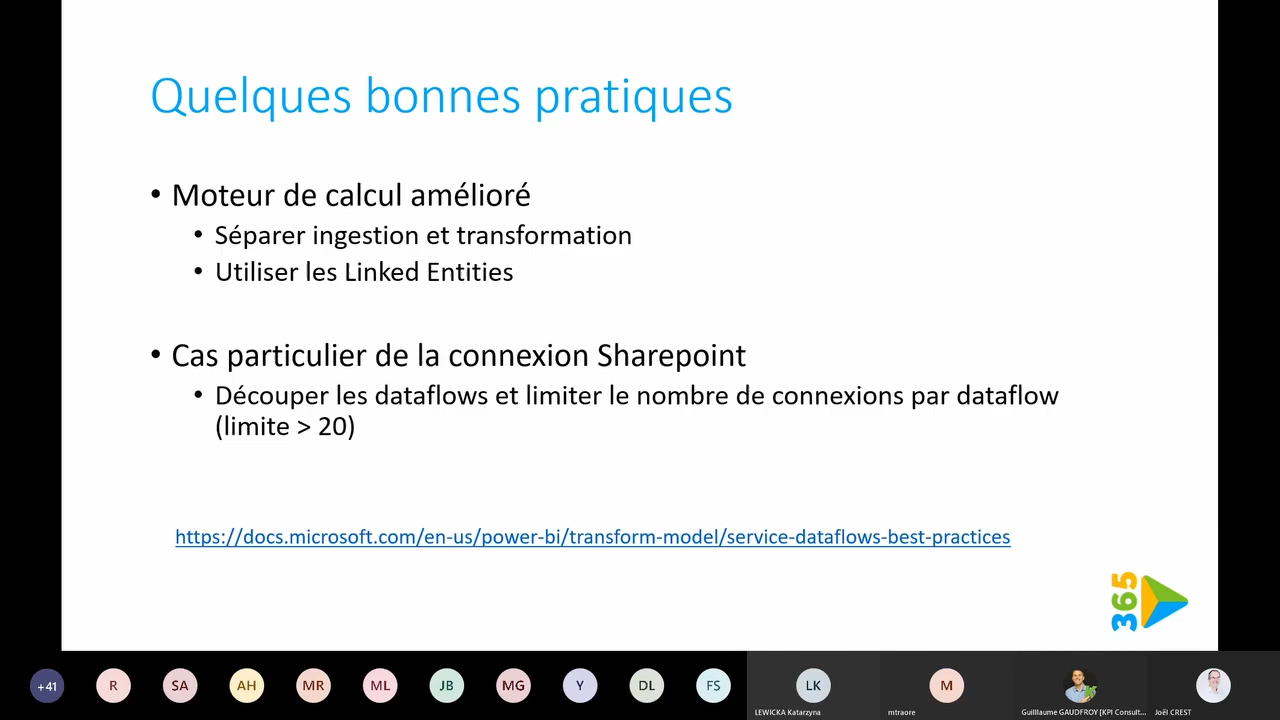 Quelques bonnes pratiques
• Moteur de calcul amélioré
• Séparer ingestion et transformation
• Utiliser les Linked Entities
• Cas particulier de la connexion Sharepoint
• Découper les dataflows et limiter le nombre de connexions par dataflow
(limite > 20)
https://docs.microsoft.com/en-us/power-bi/transform-model/service-dataflows-best-practices
365
+41 R SA AH MR ML JB MG Y DL FS LK M
LEWICKA Katarzyna mtraore Guilllaume GAUDFROY [KPI Consult... Joël CREST